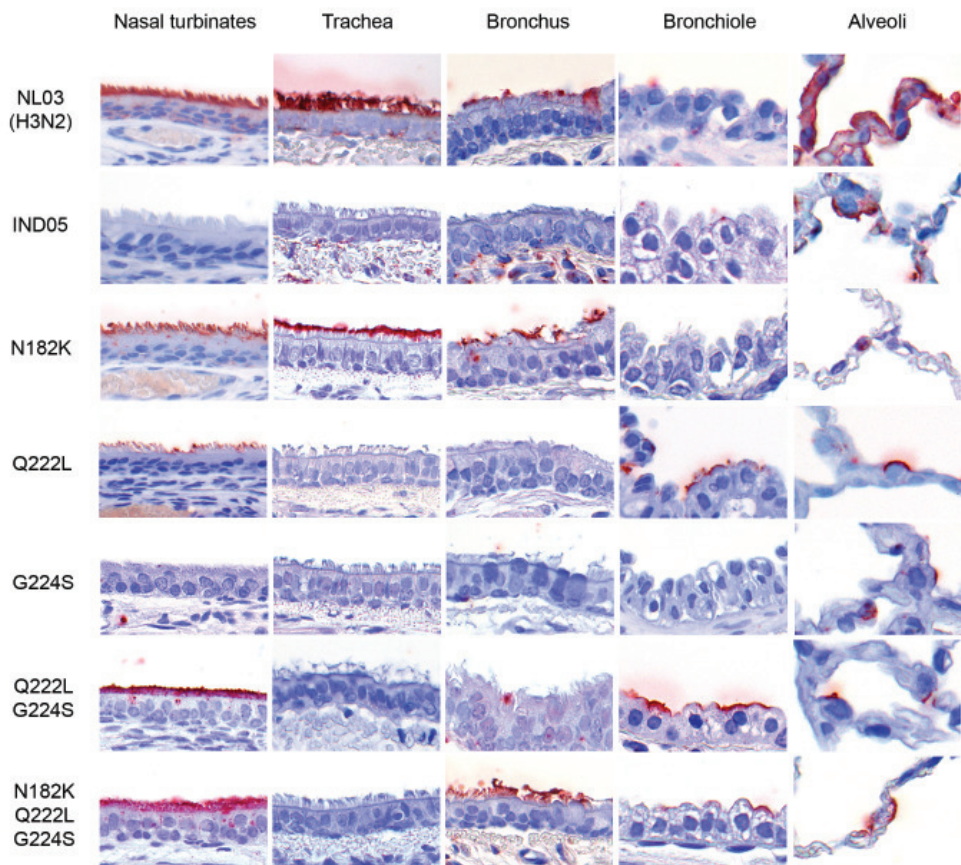 Nasal turbinates Trachea Bronchus Bronchiole Alveoli
NL03
(H3N2)
IND05
N182K
Q222L
G224S
Q222L
G224S
N182K
Q222L
G224S